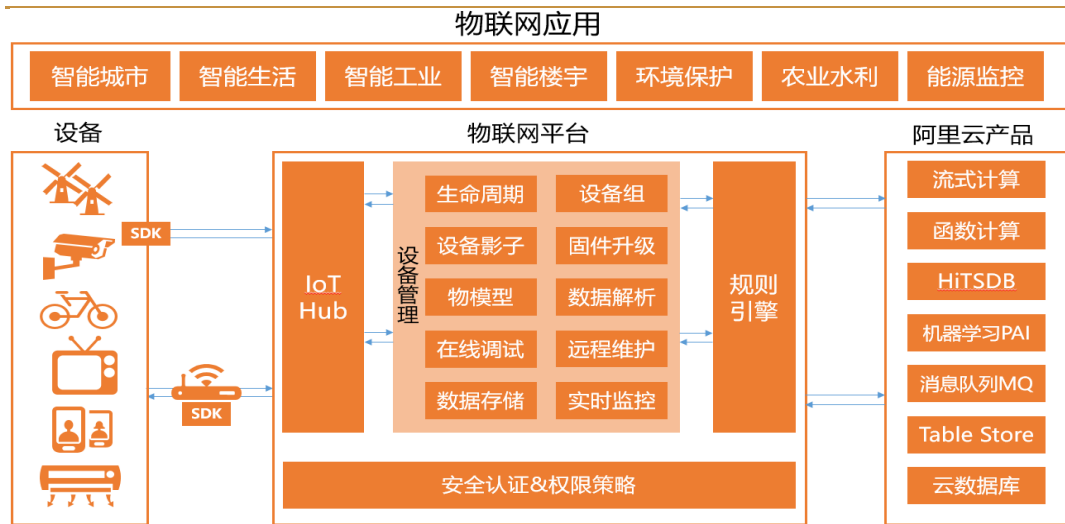 物联网应用
智能城市
智能生活
智能工业
智能楼宇
环境保护
农业水利
能源监控
设备
SDK
SDK
物联网平台
IoT
Hub
设备管理
生命周期
设备组
设备影子
固件升级
物模型
数据解析
在线调试
远程维护
数据存储
实时监控
规则
引擎
安全认证&权限策略
阿里云产品
流式计算
函数计算
HiTSDB
机器学习PAI
消息队列MQ
Table Store
云数据库